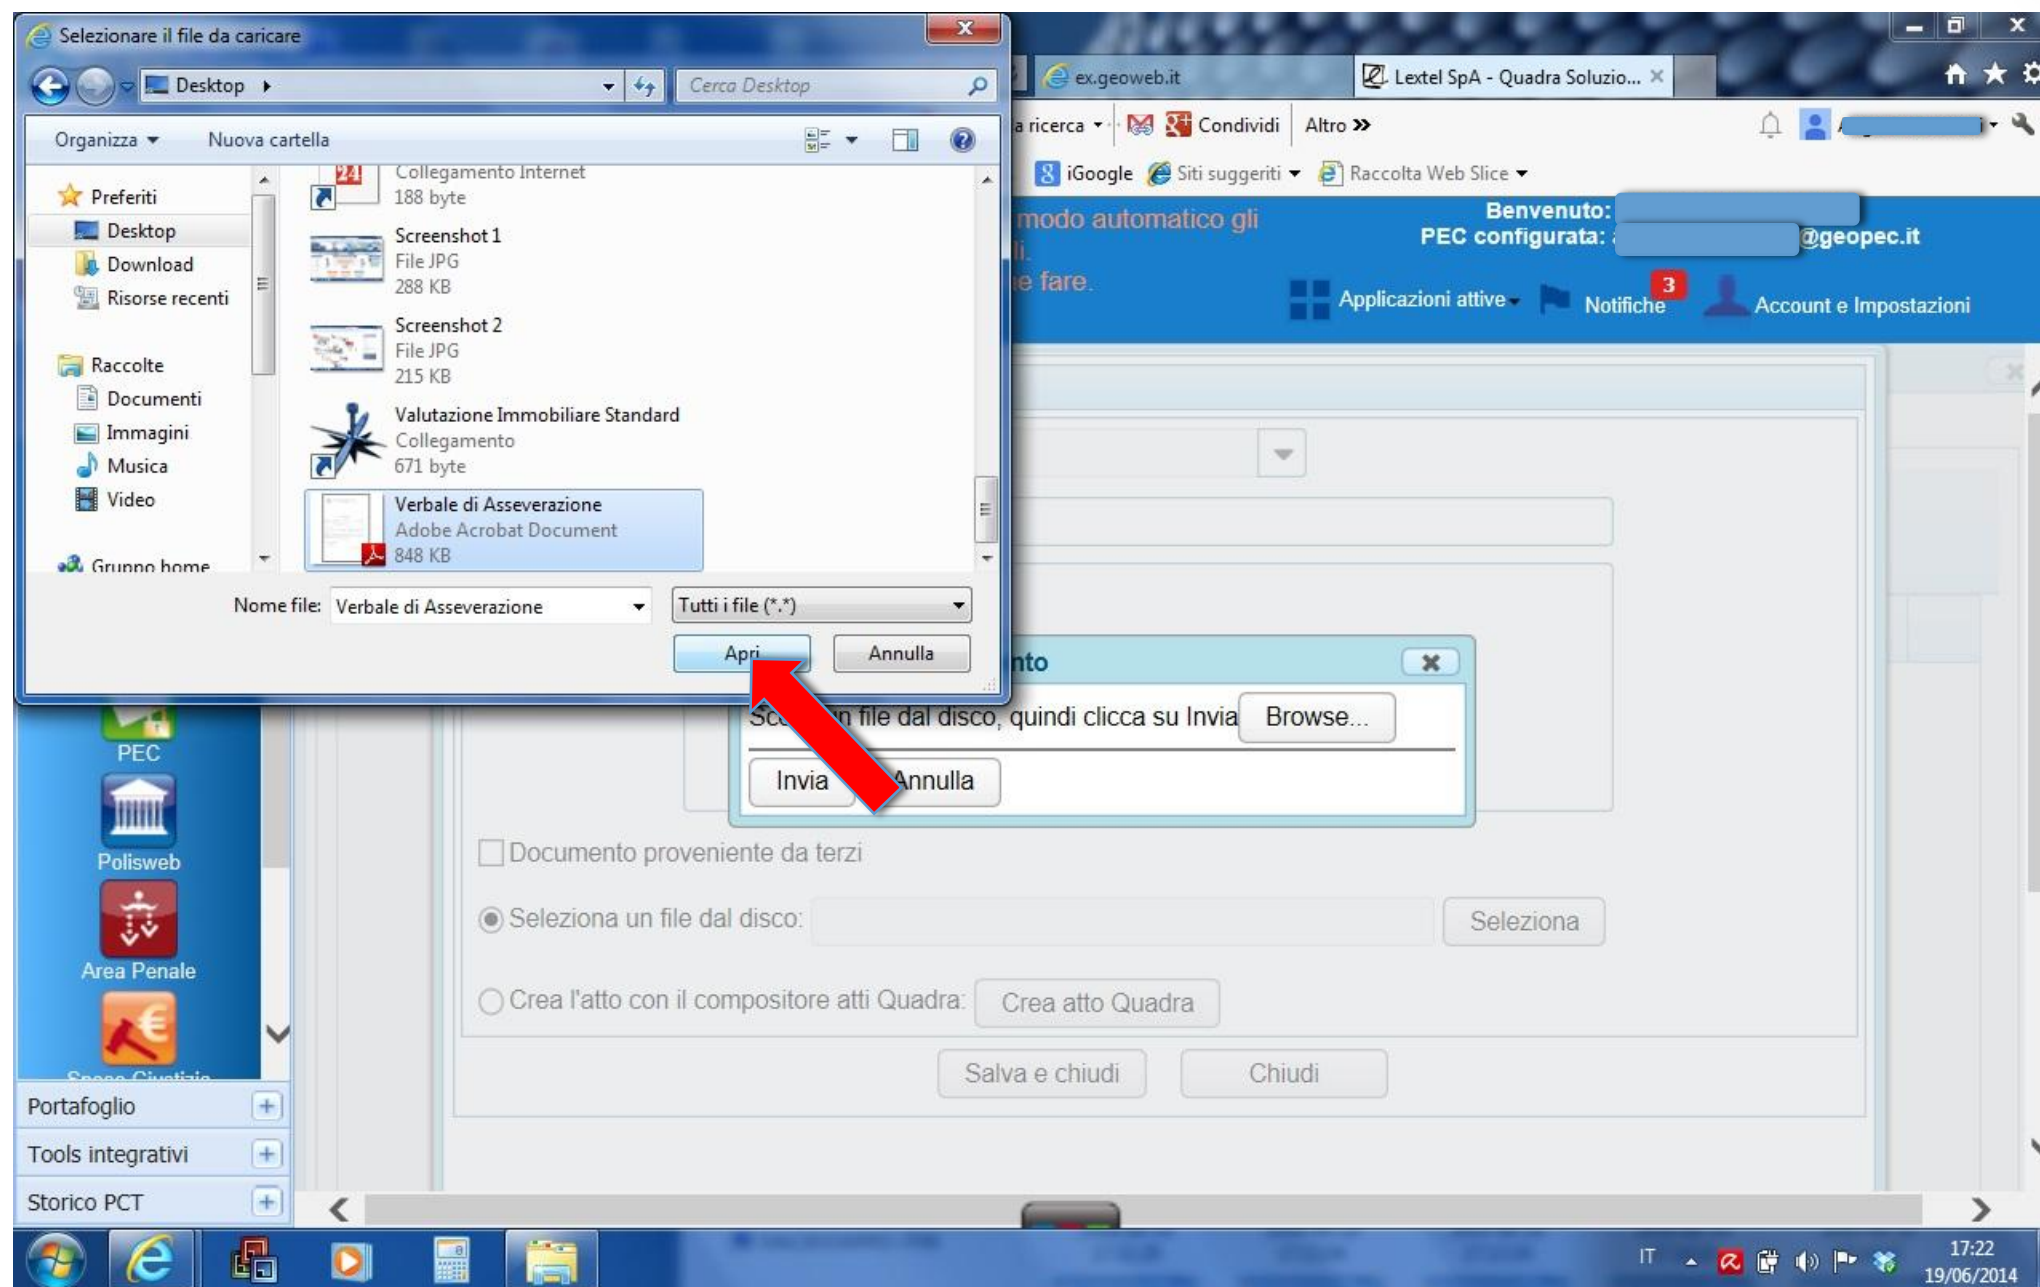 Selezionare il file da caricare
Desktop
Cerca Desktop
Organizza
Nuova cartella
Preferiti
Desktop
Download
Risorse recenti
Raccolte
Documenti
Immagini
Musica
Video
Gruppo home
24
Collegamento Internet
188 byte
Screenshot 1
File JPG
288 KB
Screenshot 2
File JPG
215 KB
Valutazione Immobiliare Standard
Collegamento
671 byte
Verbale di Asseverazione
Adobe Acrobat Document
848 KB
Nome file:
Verbale di Asseverazione
Tutti i file (*.*)
Apri
Annulla
ex.geoweb.it
Lextel SpA - Quadra Soluzio...
a ricerca
Condividi
Altro
iGoogle
Siti suggeriti
Raccolta Web Slice
modo automatico gli
fare.
Benvenuto:
PEC configurata:
@geopec.it
Applicazioni attive
3
Notifiche
Account e Impostazioni
nto
un file dal disco, quindi clicca su Invia
Browse...
Invia
Annulla
Documento proveniente da terzi
Seleziona un file dal disco:
Seleziona
Crea l'atto con il compositore atti Quadra:
Crea atto Quadra
Salva e chiudi
Chiudi
PEC
Polisweb
Area Penale
Spese Giustizia
Portafoglio
Tools integrativi
Storico PCT
IT
17:22
19/06/2014